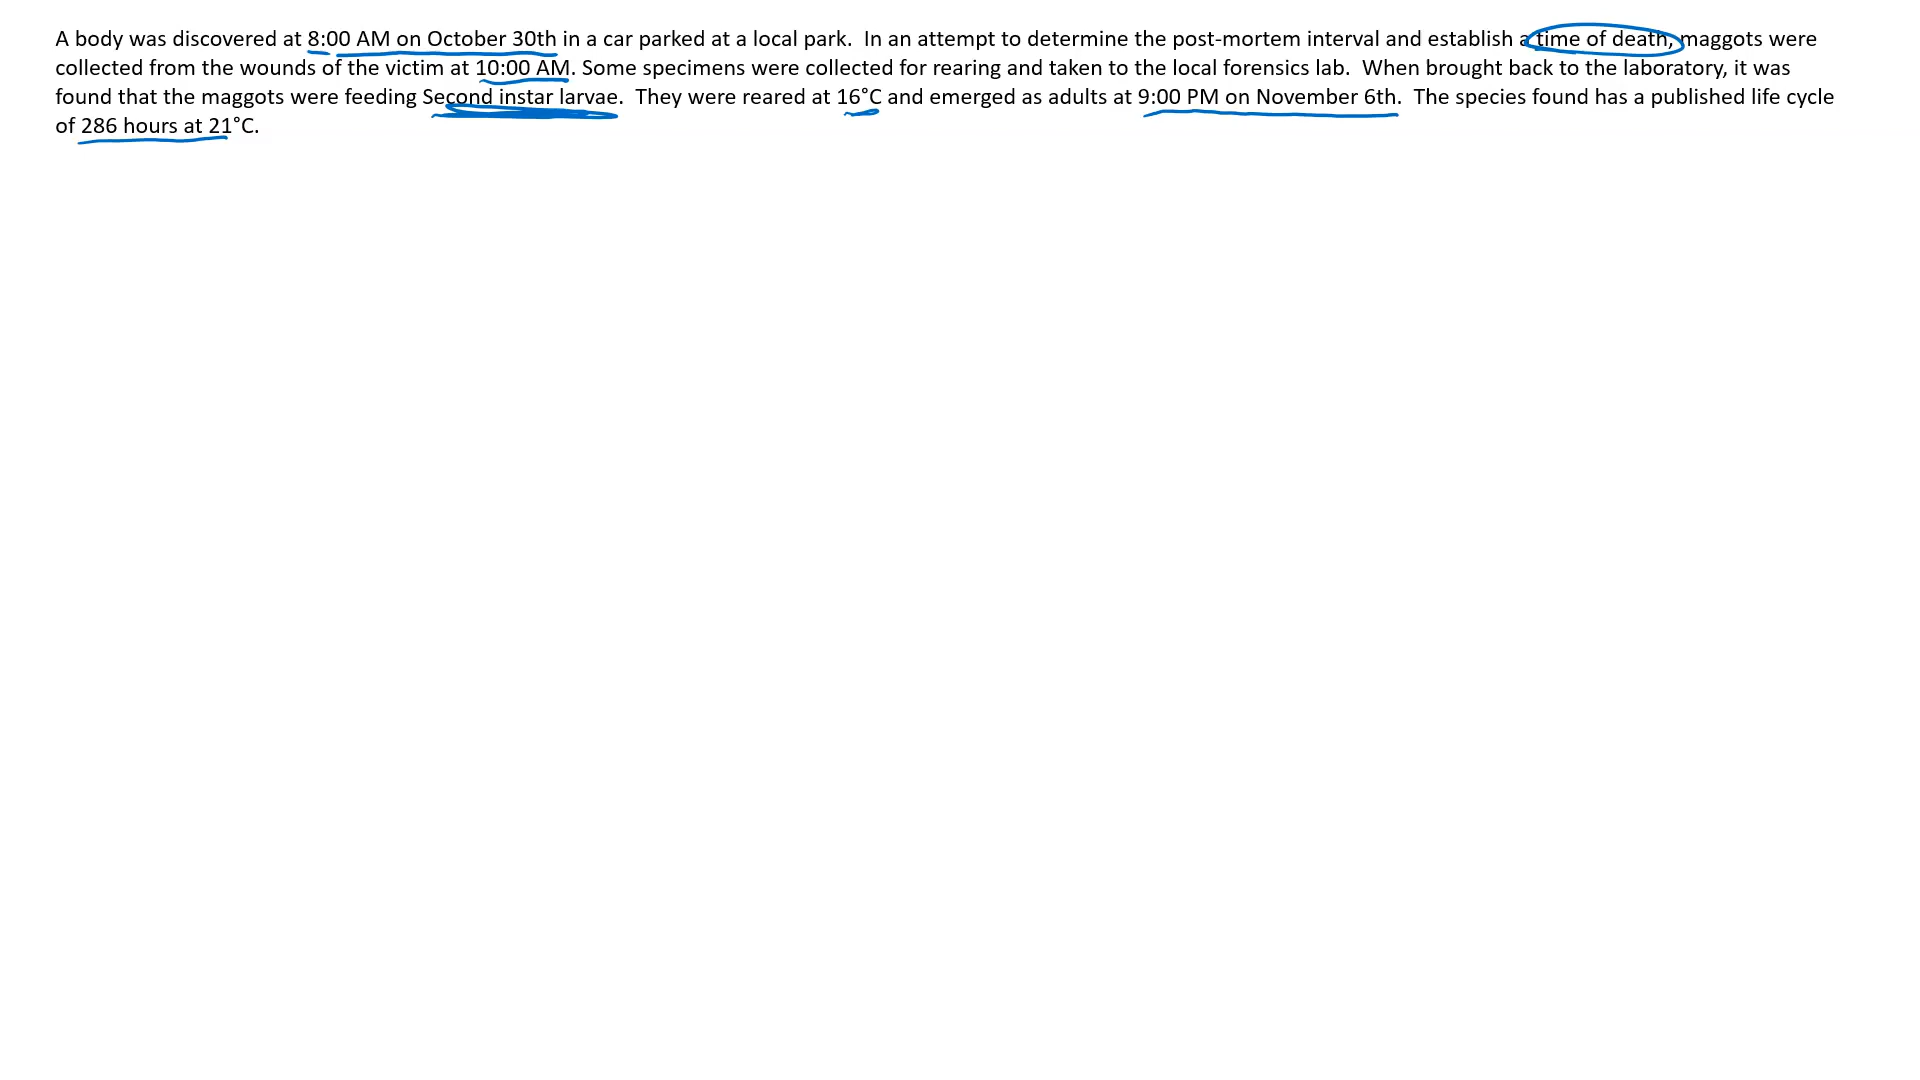 A body was discovered at 8:00 AM on October 30th in a car parked at a local park.  In an attempt to determine the post-mortem interval and establish a time of death, maggots were
collected from the wounds of the victim at 10:00 AM. Some specimens were collected for rearing and taken to the local forensics lab.  When brought back to the laboratory, it was
found that the maggots were feeding Second instar larvae.  They were reared at 16°C and emerged as adults at 9:00 PM on November 6th.  The species found has a published life cycle
of 286 hours at 21°C.